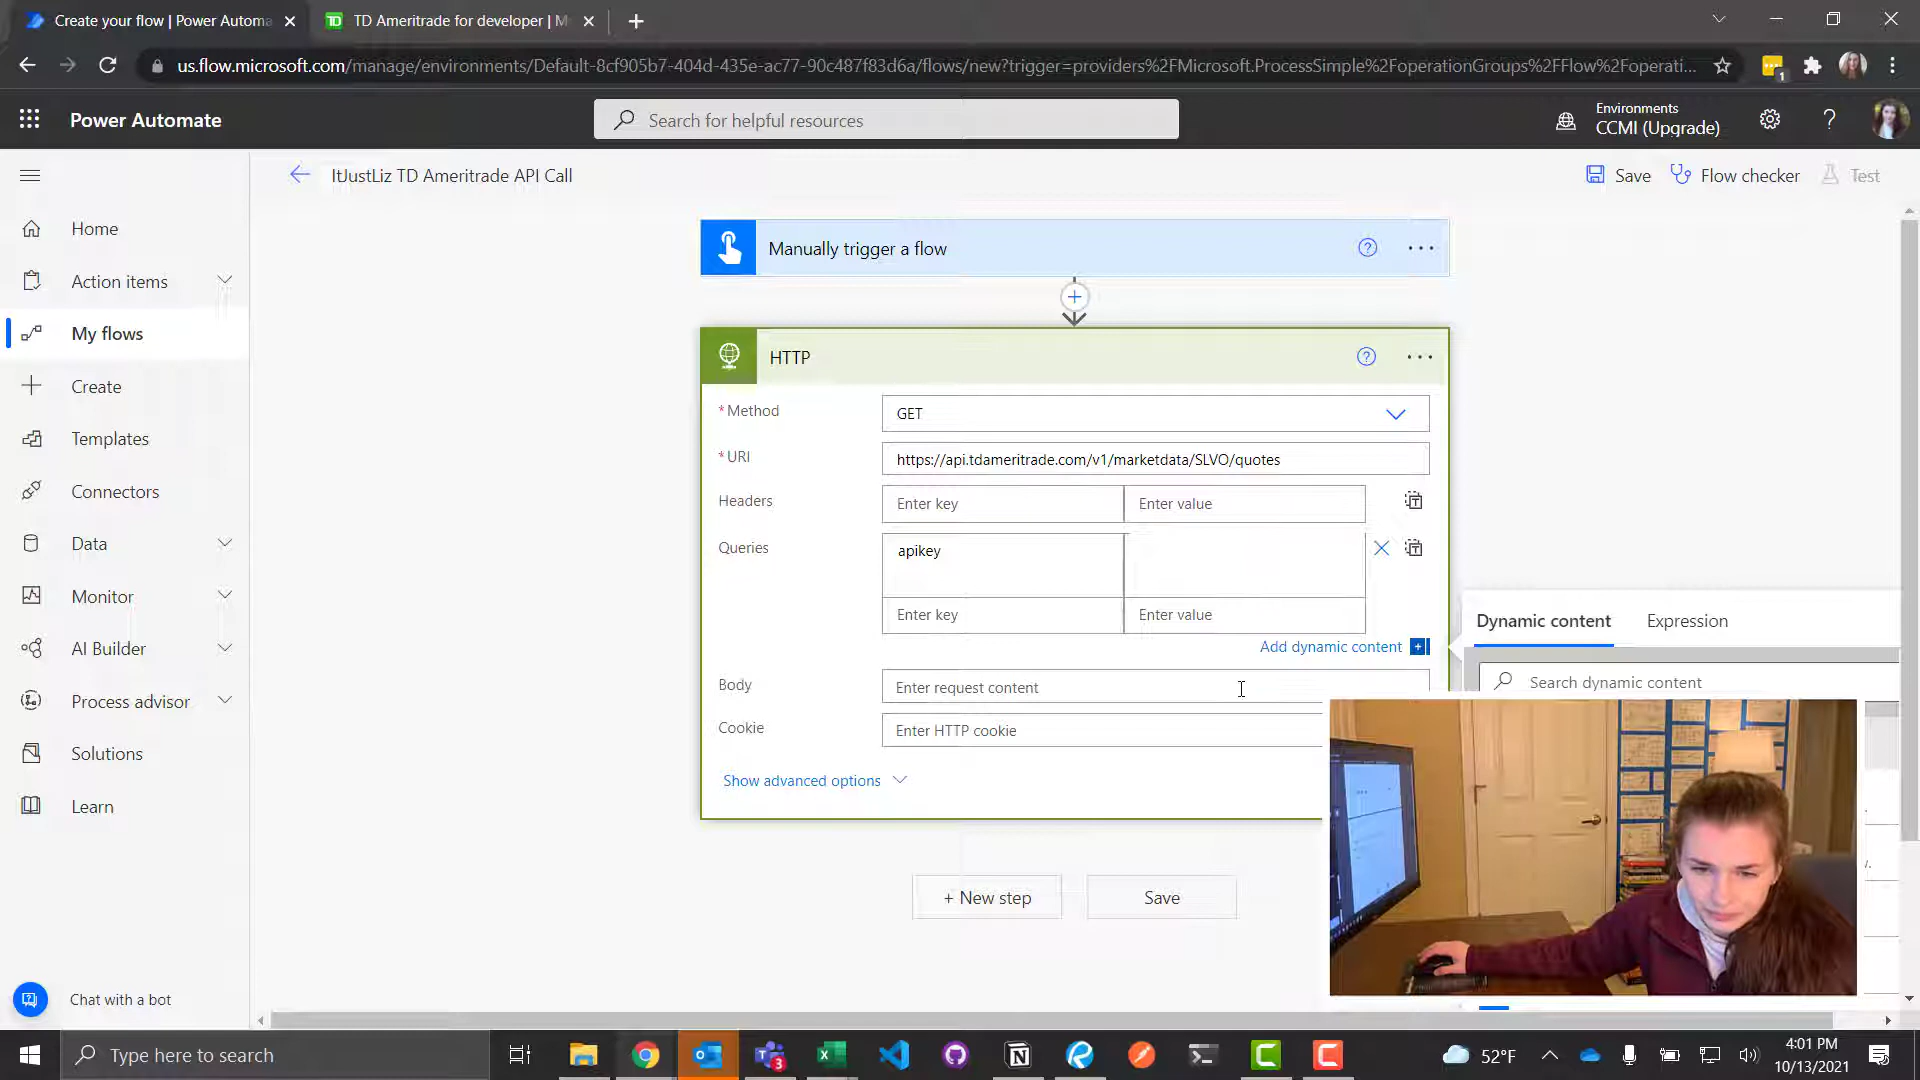 Create your flow | Power Automa
TD Ameritrade for developer | M
us.flow.microsoft.com/manage/environments/Default-8cf905b7-404d-435e-ac77-90c487f83d6a/flows/new?trigger=providers%2FMicrosoft.ProcessSimple%2FoperationGroups%2FFlow%2Foperati...
1
Power Automate
Search for helpful resources
Environments
CCMI (Upgrade)
ItJustLiz TD Ameritrade API Call
Save
Flow checker
Test
Home
Action items
My flows
Create
Templates
Connectors
Data
Monitor
AI Builder
Process advisor
Solutions
Learn
Chat with a bot
Manually trigger a flow
HTTP
*Method
GET
*URI
https://api.tdameritrade.com/v1/marketdata/SLVO/quotes
Headers
Enter key
Enter value
Queries
apikey
Enter key
Enter value
Add dynamic content
Body
Enter request content
Cookie
Enter HTTP cookie
Show advanced options
+ New step
Save
Dynamic content
Expression
Search dynamic content
Type here to search
3
52°F
4:01 PM
10/13/2021